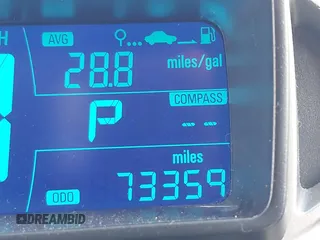 H AVG
28.8 miles/gal
COMPASS
P --
miles
ODO 73359
DREAMBID